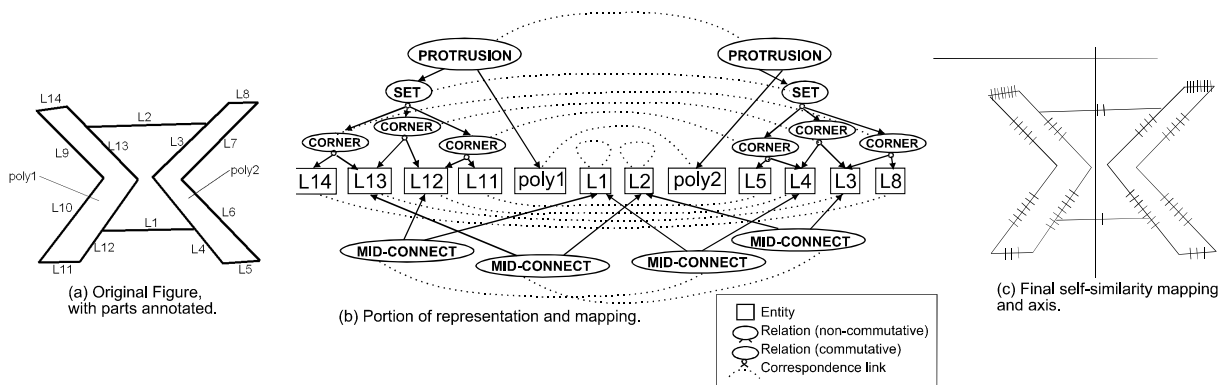 L14
L8
L2
L3
L7
L9
L13
poly1
poly2
L10
L6
L1
L12
L4
L11
L5
(a) Original Figure,
with parts annotated.
PROTRUSION
PROTRUSION
SET
SET
CORNER
CORNER
CORNER
CORNER
CORNER
CORNER
L14 L13 L12 L11 poly1 L1 L2 poly2 L5 L4 L3 L8
MID-CONNECT
MID-CONNECT
MID-CONNECT
MID-CONNECT
(b) Portion of representation and mapping.
Entity
Relation (non-commutative)
Relation (commutative)
Correspondence link
(c) Final self-similarity mapping
and axis.